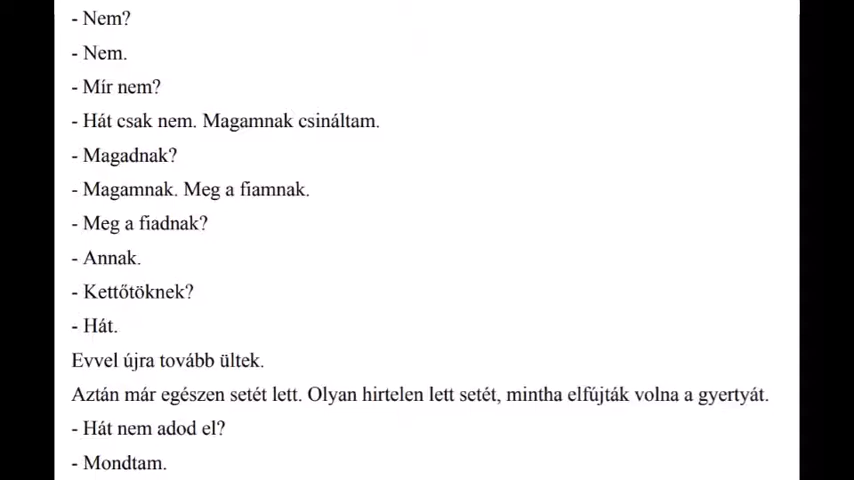 - Nem?
- Nem.
- Mír nem?
- Hát csak nem. Magamnak csináltam.
- Magadnak?
- Magamnak. Meg a fiamnak.
- Meg a fiadnak?
- Annak.
- Kettőtöknek?
- Hát.
Evvel újra tovább ültek.
Aztán már egészen setét lett. Olyan hirtelen lett setét, mintha elfújták volna a gyertyát.
- Hát nem adod el?
- Mondtam.